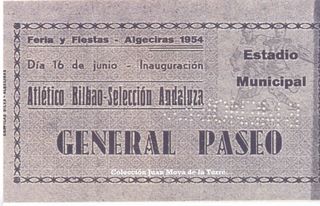 Feria y Fiestas - Algeciras 1954
Día 16 de junio - Inauguración
Atlético Bilbao-Selección Andaluza
Estadio
Municipal
GENERAL PASEO
Colección Juan Moya de la Torre